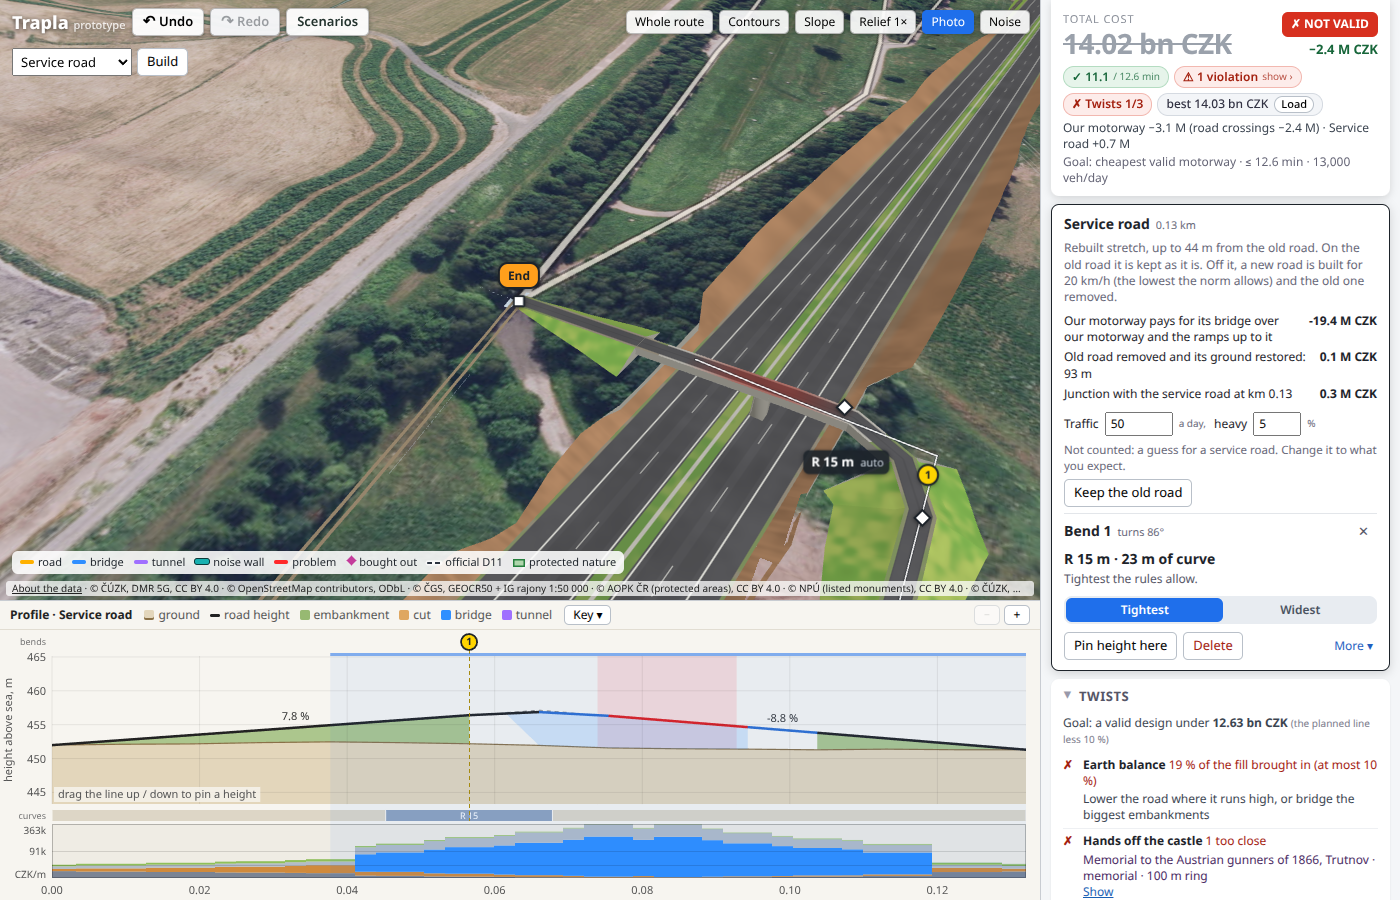 Trapla prototype
↶ Undo
↷ Redo
Scenarios
Whole route
Contours
Slope
Relief 1×
Photo
Noise
Service road
Build
End
R 15 m auto
1
road
bridge
tunnel
noise wall
problem
bought out
official D11
protected nature
About the data · © ČÚZK, DMR 5G, CC BY 4.0 · © OpenStreetMap contributors, ODbL · © ČGS, GEOCR50 + IG rajony 1:50 000 · © AOPK ČR (protected areas), CC BY 4.0 · © NPÚ (listed monuments), CC BY 4.0 · © ČÚZK, ...
Profile · Service road
ground
road height
embankment
cut
bridge
tunnel
Key ▾
−
+
bends
1
465
460
455
450
445
height above sea, m
7.8 %
-8.8 %
drag the line up / down to pin a height
curves
R 15
363k
91k
CZK/m
0.00
0.02
0.04
0.06
0.08
0.10
0.12
TOTAL COST
14.02 bn CZK
✗ NOT VALID
−2.4 M CZK
✓ 11.1 / 12.6 min
⚠ 1 violation show ›
✗ Twists 1/3
best 14.03 bn CZK Load
Our motorway −3.1 M (road crossings −2.4 M) · Service
road +0.7 M
Goal: cheapest valid motorway · ≤ 12.6 min · 13,000
veh/day
Service road 0.13 km
Rebuilt stretch, up to 44 m from the old road. On the
old road it is kept as it is. Off it, a new road is built for
20 km/h (the lowest the norm allows) and the old one
removed.
Our motorway pays for its bridge over -19.4 M CZK
our motorway and the ramps up to it
Old road removed and its ground restored: 0.1 M CZK
93 m
Junction with the service road at km 0.13 0.3 M CZK
Traffic 50 a day, heavy 5 %
Not counted: a guess for a service road. Change it to what
you expect.
Keep the old road
Bend 1 turns 86° ✕
R 15 m · 23 m of curve
Tightest the rules allow.
Tightest
Widest
Pin height here
Delete
More ▾
▼ TWISTS
Goal: a valid design under 12.63 bn CZK (the planned line
less 10 %)
✗ Earth balance 19 % of the fill brought in (at most 10
%)
Lower the road where it runs high, or bridge the
biggest embankments
✗ Hands off the castle 1 too close
Memorial to the Austrian gunners of 1866, Trutnov ·
memorial · 100 m ring
Show